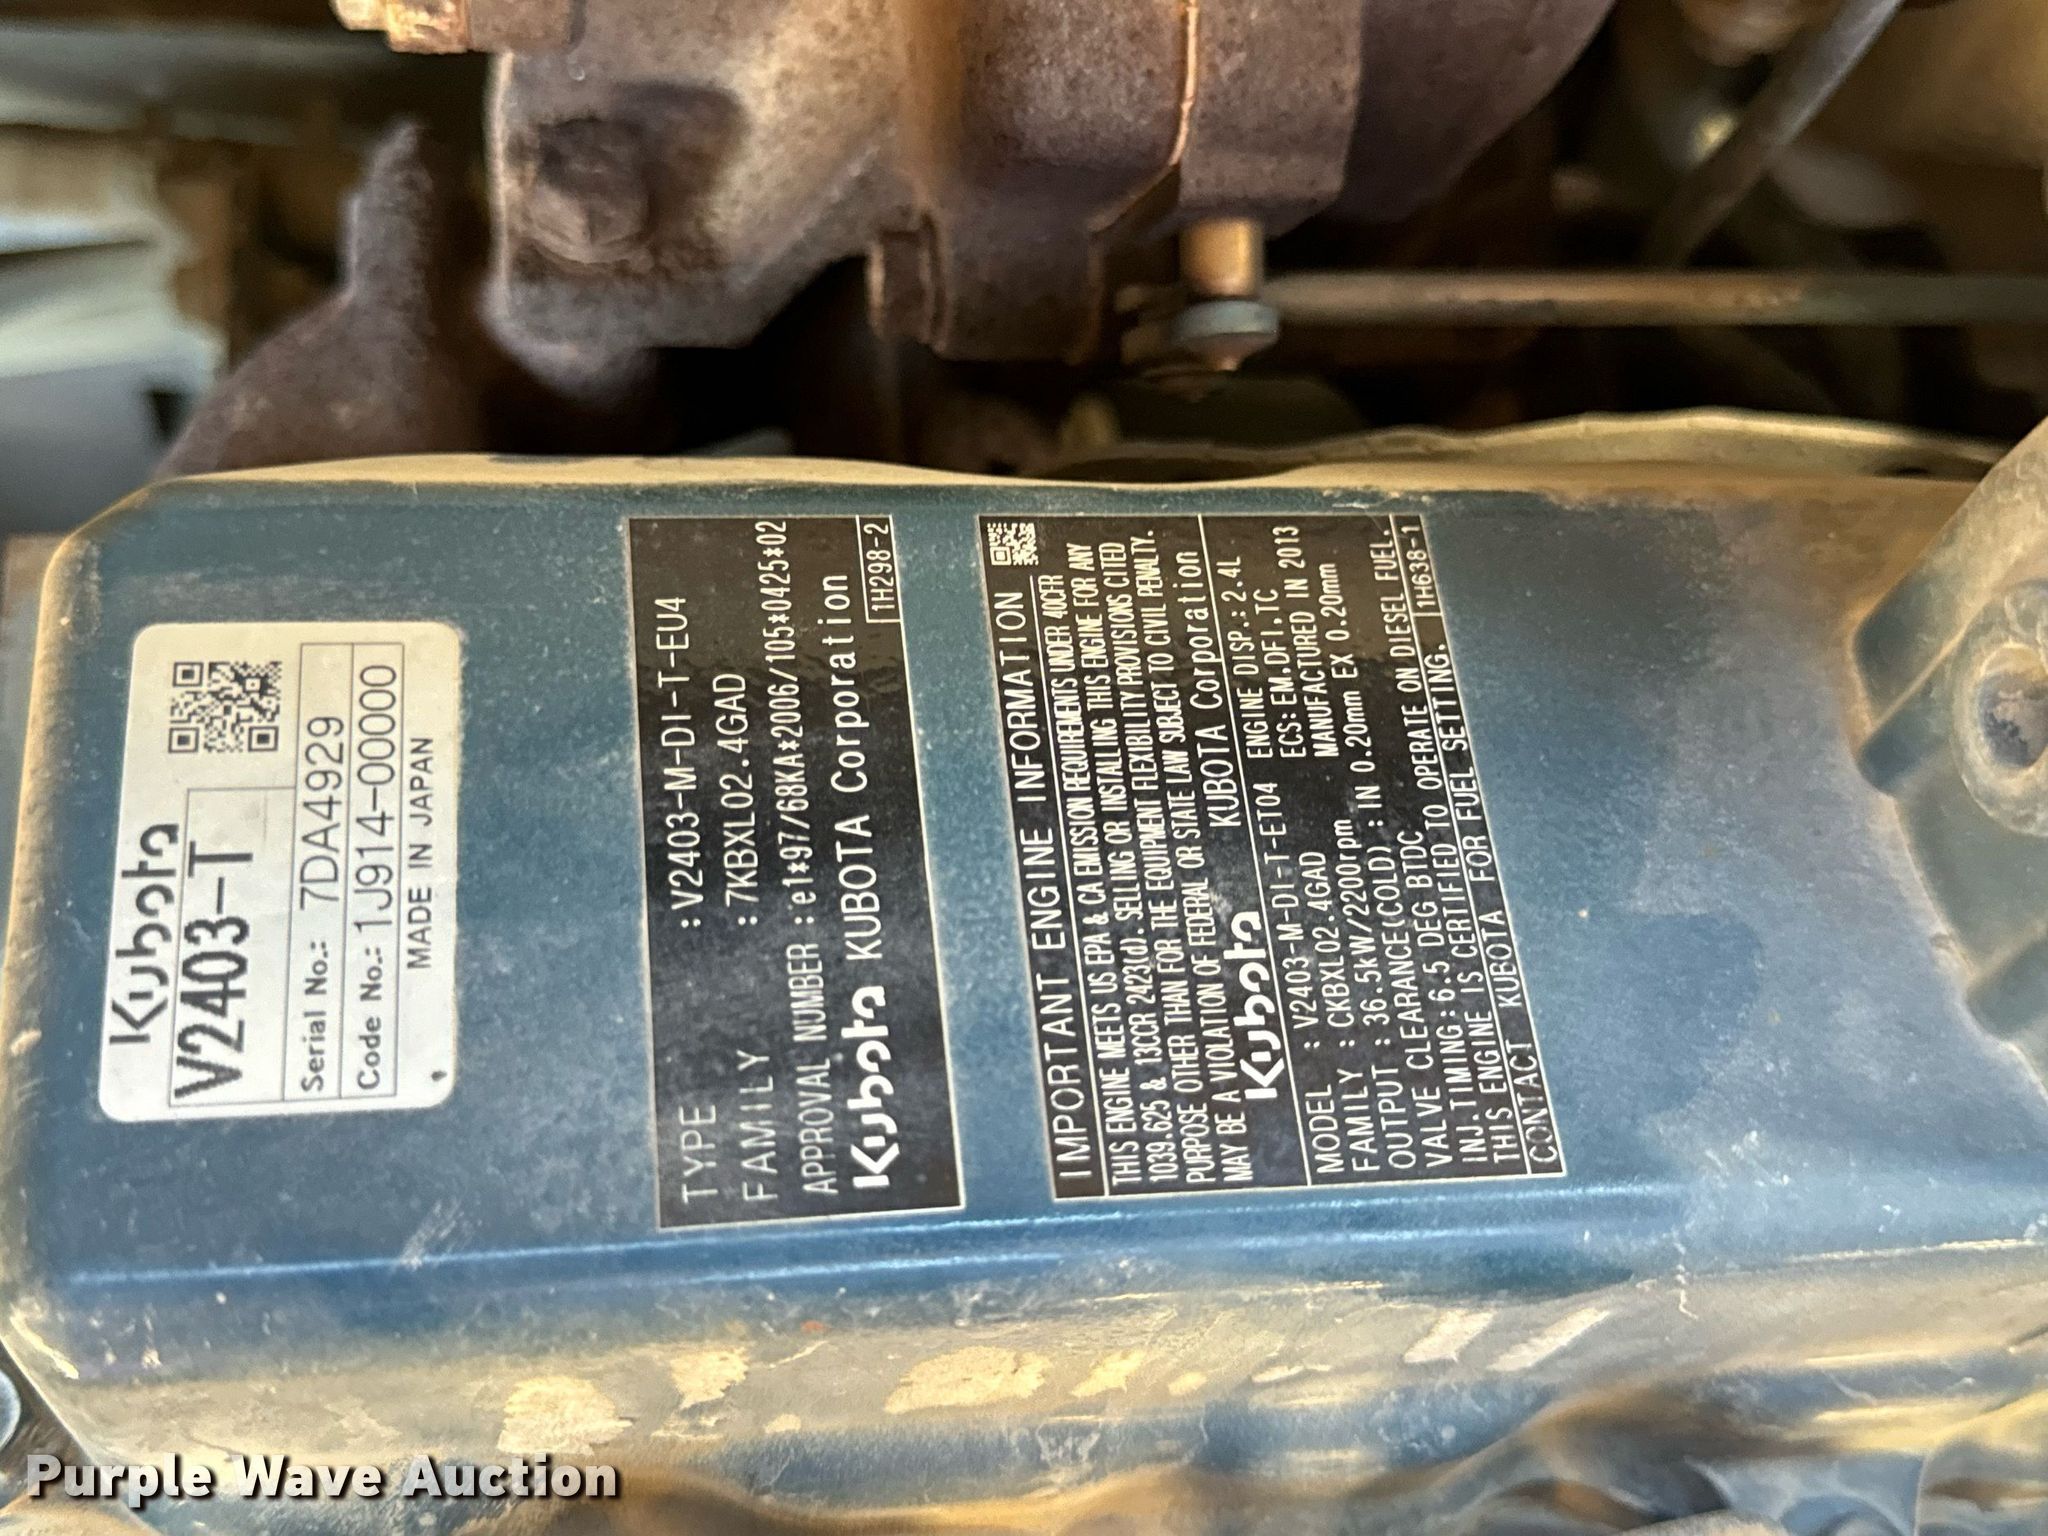 Kubota
V2403-T
Serial No.: 7DA4929
Code No.: 1J914-00000
MADE IN JAPAN
TYPE : V2403-M-DI-T-EU4
FAMILY : 7KBXL02.4GAD
APPROVAL NUMBER : e1*97/68KA*2006/105*0425*02
Kubota KUBOTA Corporation
1H298-2
IMPORTANT ENGINE INFORMATION
THIS ENGINE MEETS US EPA & CA EMISSION REQUIREMENTS UNDER 40CFR
1039.625 & 13CCR 2423(d). SELLING OR INSTALLING THIS ENGINE FOR ANY
PURPOSE OTHER THAN FOR THE EQUIPMENT FLEXIBILITY PROVISIONS CITED
MAY BE A VIOLATION OF FEDERAL OR STATE LAW SUBJECT TO CIVIL PENALTY.
Kubota KUBOTA Corporation
MODEL : V2403-M-DI-T-ET04 ENGINE DISP.: 2.4L
FAMILY : CKBXL02.4GAD ECS: EM.DFI,TC
OUTPUT : 36.5kW/2200rpm MANUFACTURED IN 2013
VALVE CLEARANCE(COLD) : IN 0.20mm EX 0.20mm
INJ.TIMING: 6.5 DEG BTDC
THIS ENGINE IS CERTIFIED TO OPERATE ON DIESEL FUEL.
CONTACT KUBOTA FOR FUEL SETTING. 1H638-1
Purple Wave Auction